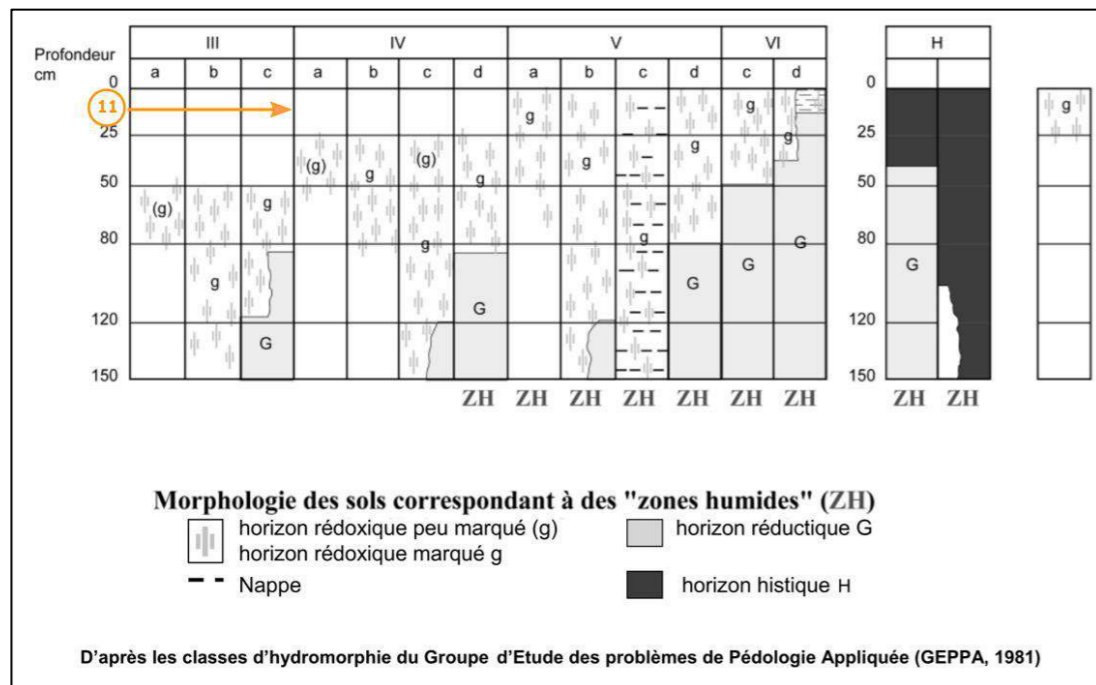 III IV V VI H
Profondeur
cm
a b c a b c d a b c d c d
0 0
11
g g g g
25 25
(g) g (g) g g g g
50 50
(g) g
80 g g G 80
g G G G G
120 G 120
150 150
ZH ZH ZH ZH ZH ZH ZH ZH ZH
Morphologie des sols correspondant à des "zones humides" (ZH)
horizon rédoxique peu marqué (g) horizon réductique G
horizon rédoxique marqué g
Nappe horizon histique H
D'après les classes d'hydromorphie du Groupe d'Etude des problèmes de Pédologie Appliquée (GEPPA, 1981)